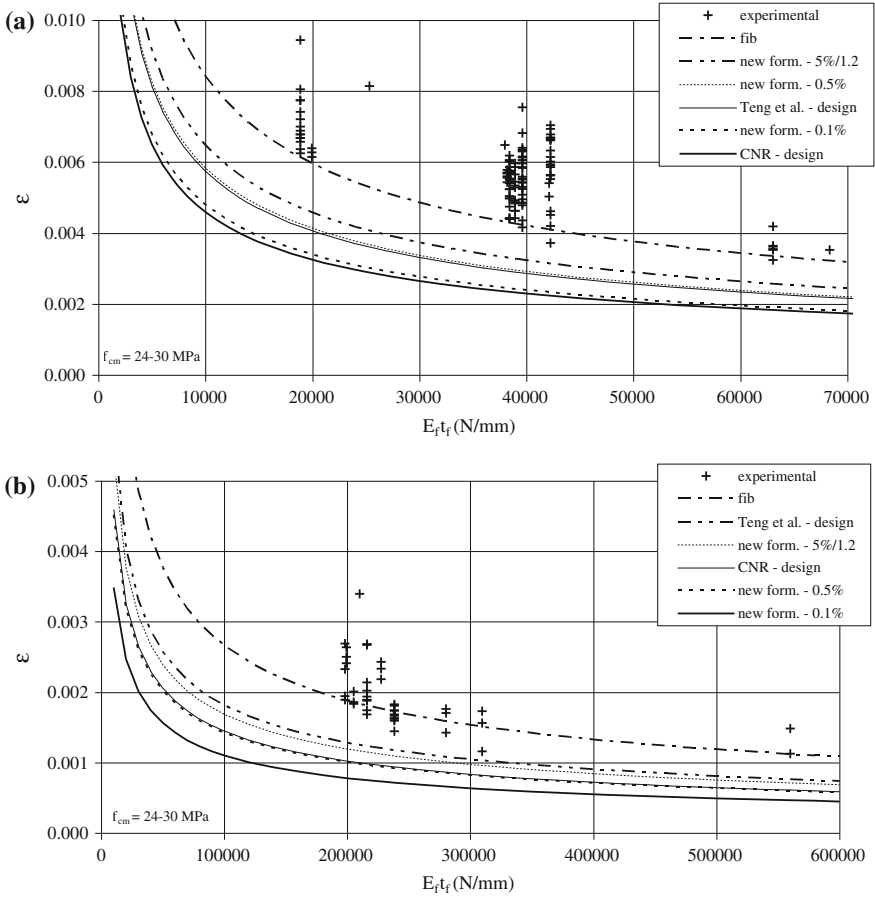 (a)
0.010
0.008
0.006
0.004
0.002
0.000
ε
f_cm = 24-30 MPa
0 10000 20000 30000 40000 50000 60000 70000
E_f t_f (N/mm)
experimental
fib
new form. - 5%/1.2
new form. - 0.5%
Teng et al. - design
new form. - 0.1%
CNR - design
(b)
0.005
0.004
0.003
0.002
0.001
0.000
ε
f_cm = 24-30 MPa
0 100000 200000 300000 400000 500000 600000
E_f t_f (N/mm)
experimental
fib
Teng et al. - design
new form. - 5%/1.2
CNR - design
new form. - 0.5%
new form. - 0.1%